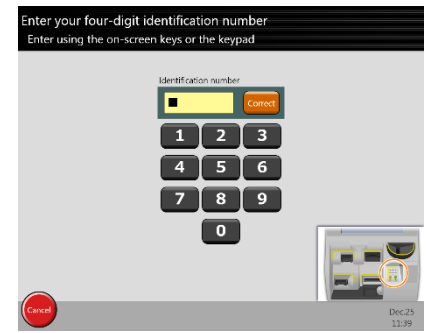 Enter your four-digit identification number
Enter using the on-screen keys or the keypad
Identification number
Correct
1 2 3
4 5 6
7 8 9
0
Cancel
Dec.25
11:39